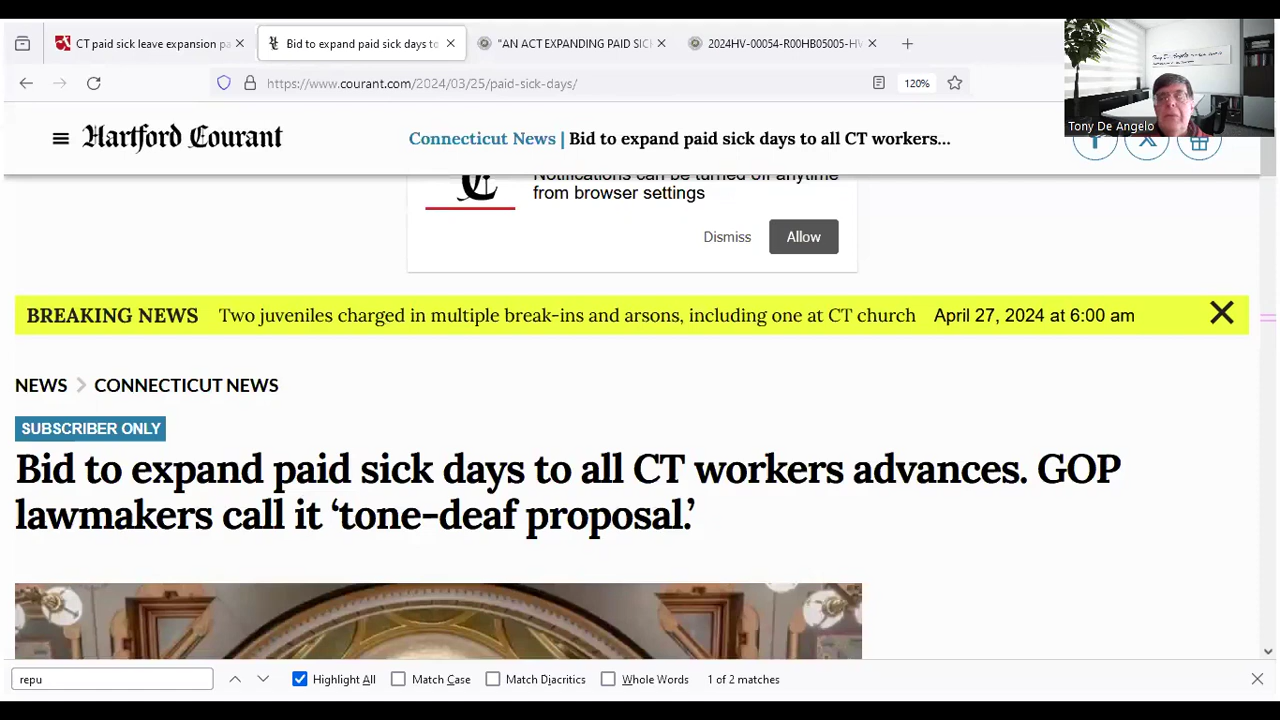 CT paid sick leave expansion pa
Bid to expand paid sick days to
"AN ACT EXPANDING PAID SICK
2024HV-00054-R00HB05005-HV
https://www.courant.com/2024/03/25/paid-sick-days/
120%
Tony De Angelo
Hartford Courant
Connecticut News | Bid to expand paid sick days to all CT workers...
Notifications can be turned off anytime
from browser settings
Dismiss
Allow
BREAKING NEWS Two juveniles charged in multiple break-ins and arsons, including one at CT church April 27, 2024 at 6:00 am
NEWS
CONNECTICUT NEWS
SUBSCRIBER ONLY
Bid to expand paid sick days to all CT workers advances. GOP
lawmakers call it ‘tone-deaf proposal.’
repu
Highlight All
Match Case
Match Diacritics
Whole Words
1 of 2 matches